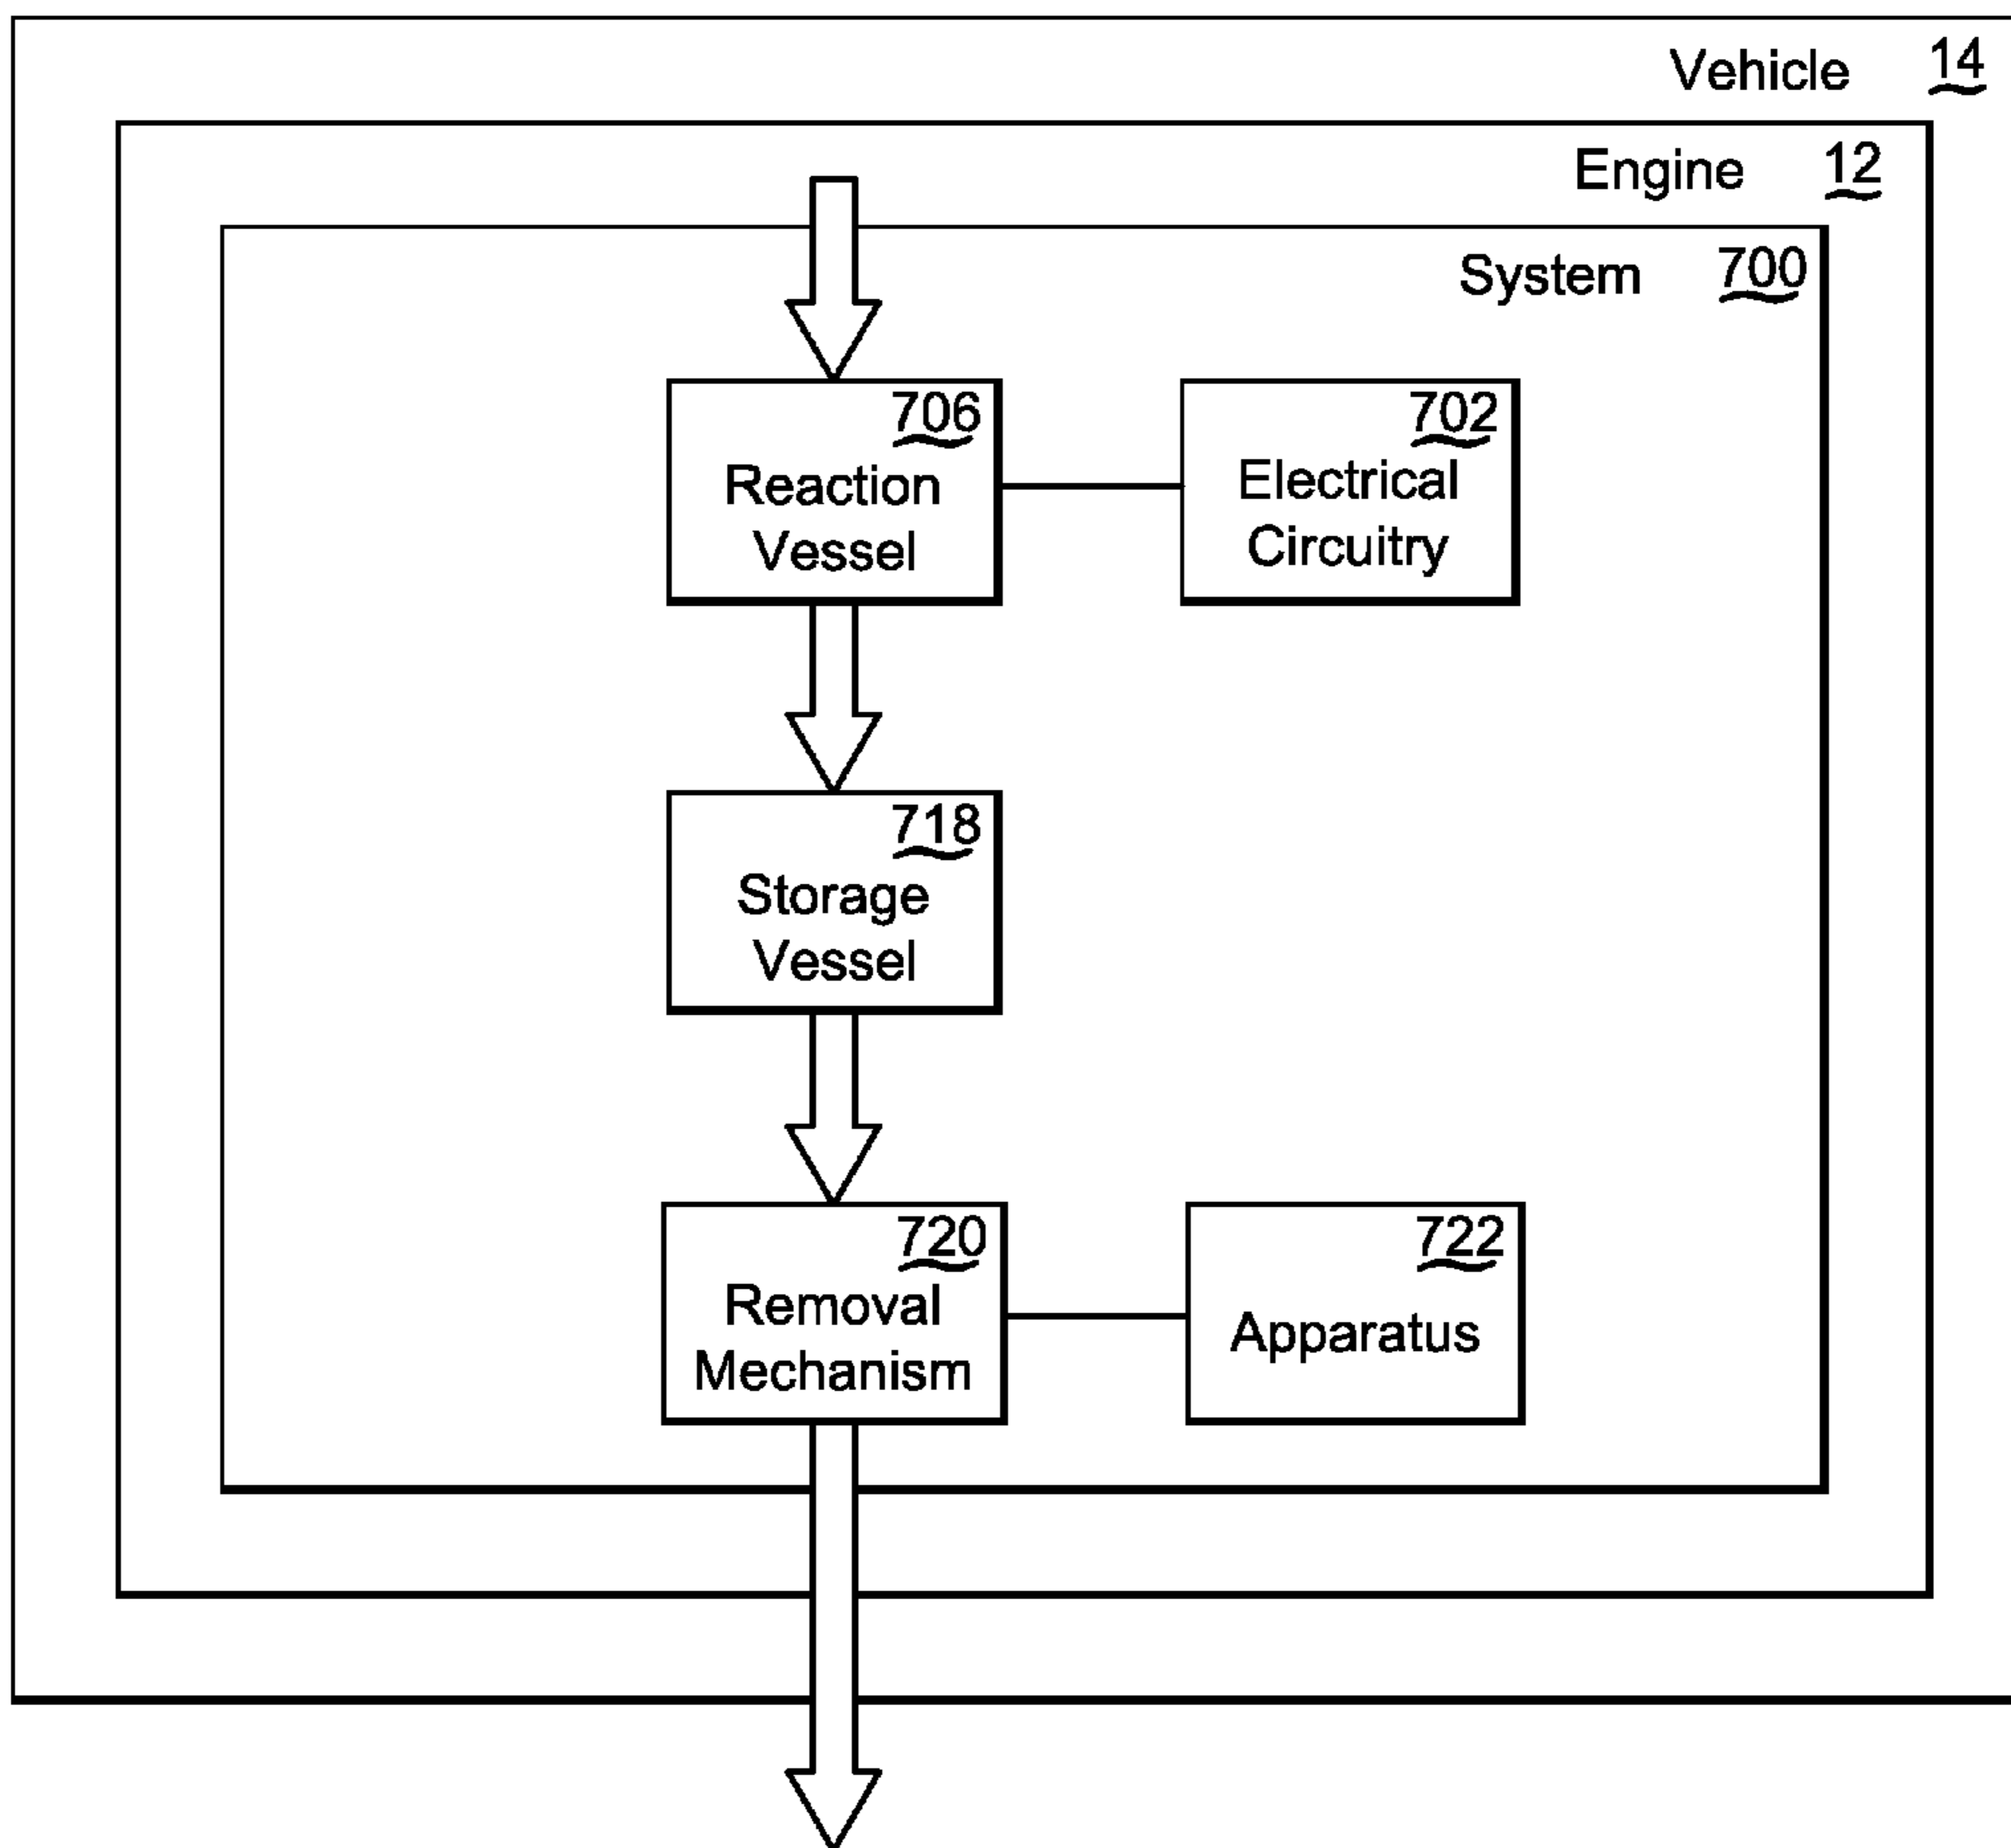 Vehicle 14
Engine 12
System 700
706
Reaction
Vessel
702
Electrical
Circuitry
718
Storage
Vessel
720
Removal
Mechanism
722
Apparatus